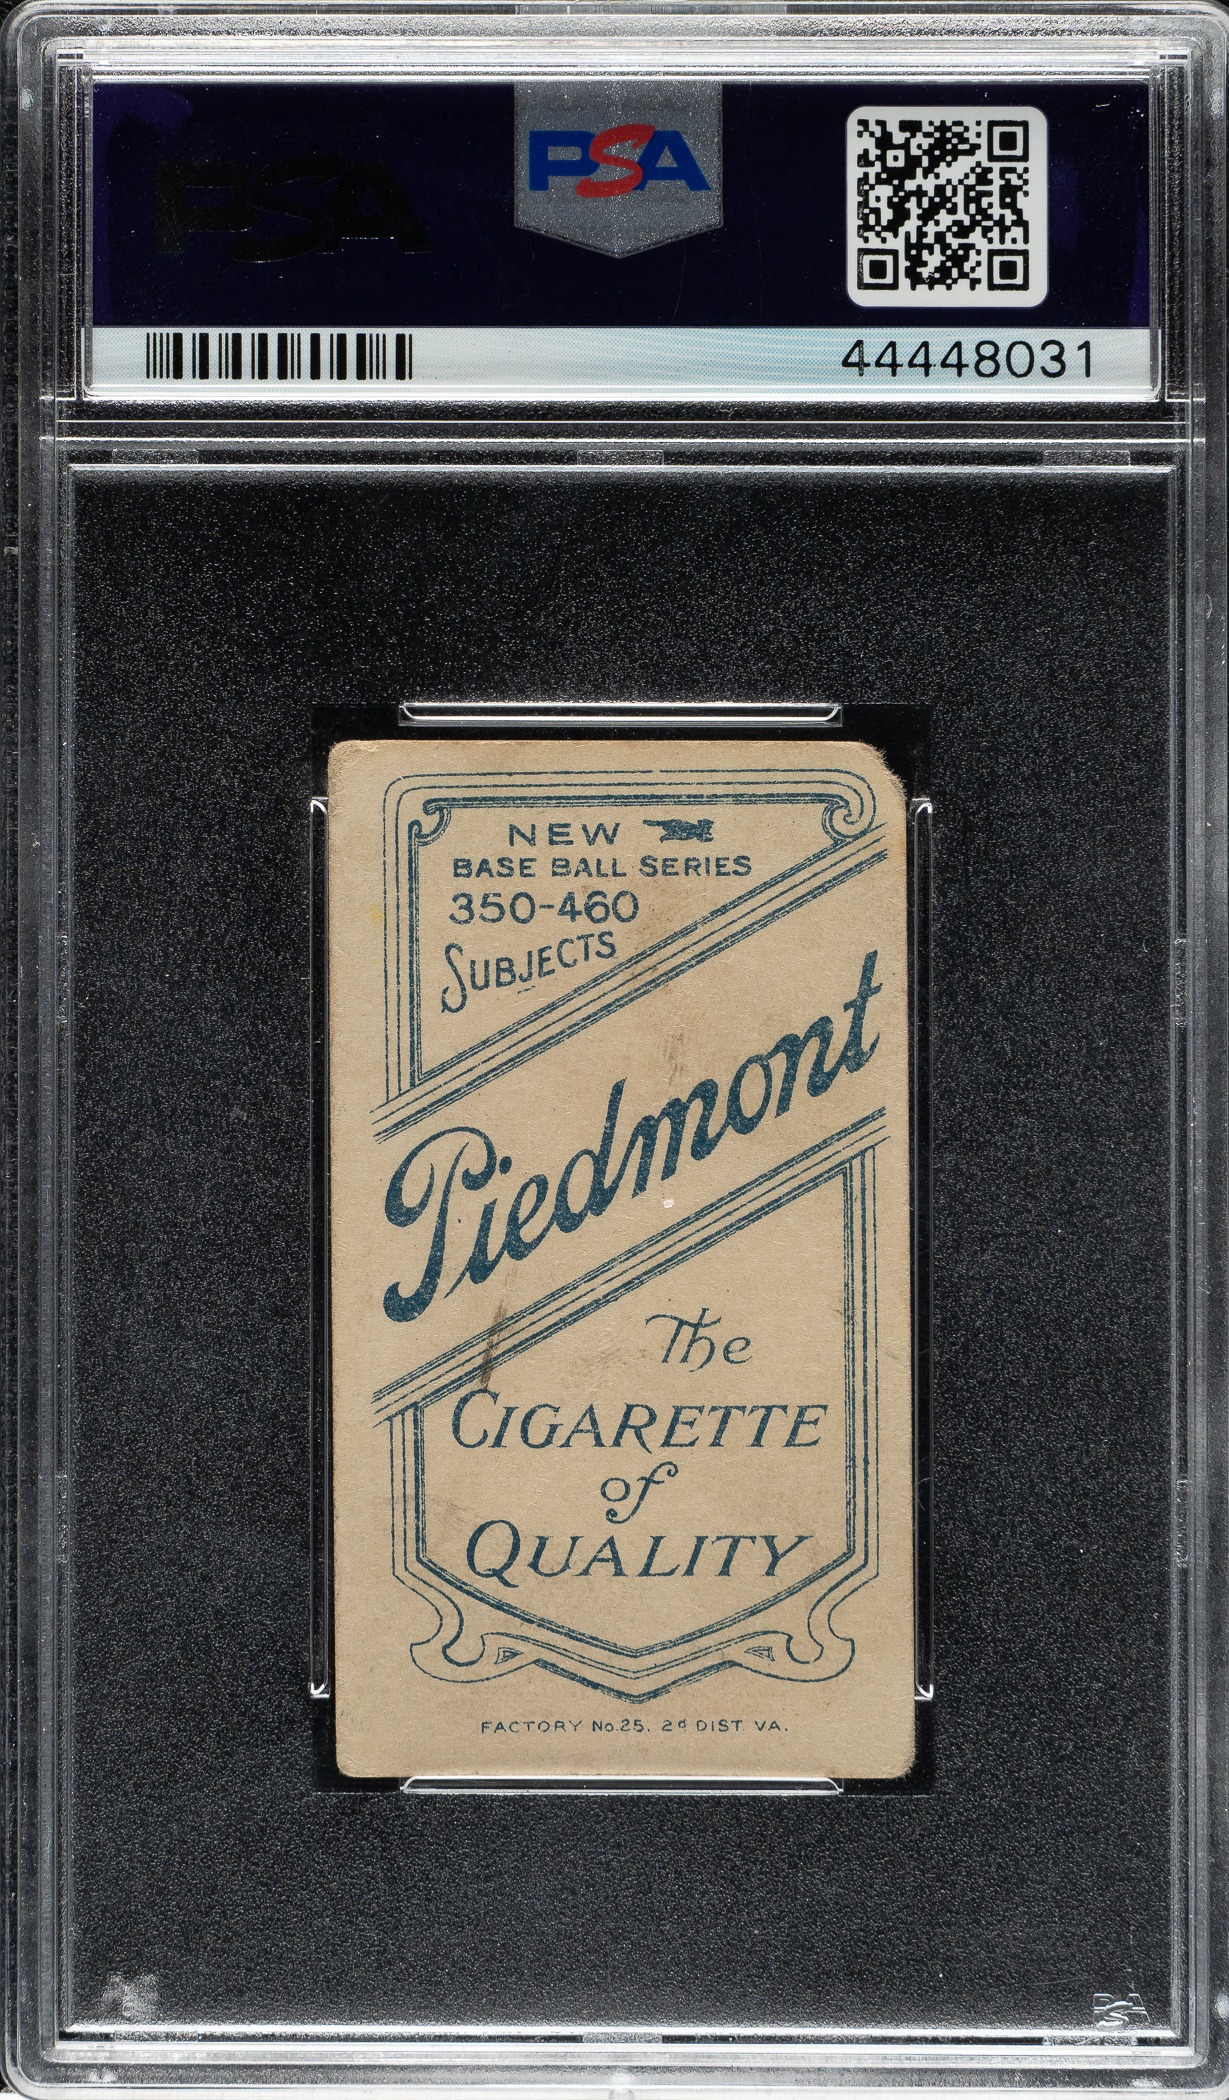 PSA
PSA
44448031
NEW
BASE BALL SERIES
350-460
SUBJECTS
Piedmont
The
CIGARETTE
of
QUALITY
FACTORY No.25. 2d DIST. VA.
PSA